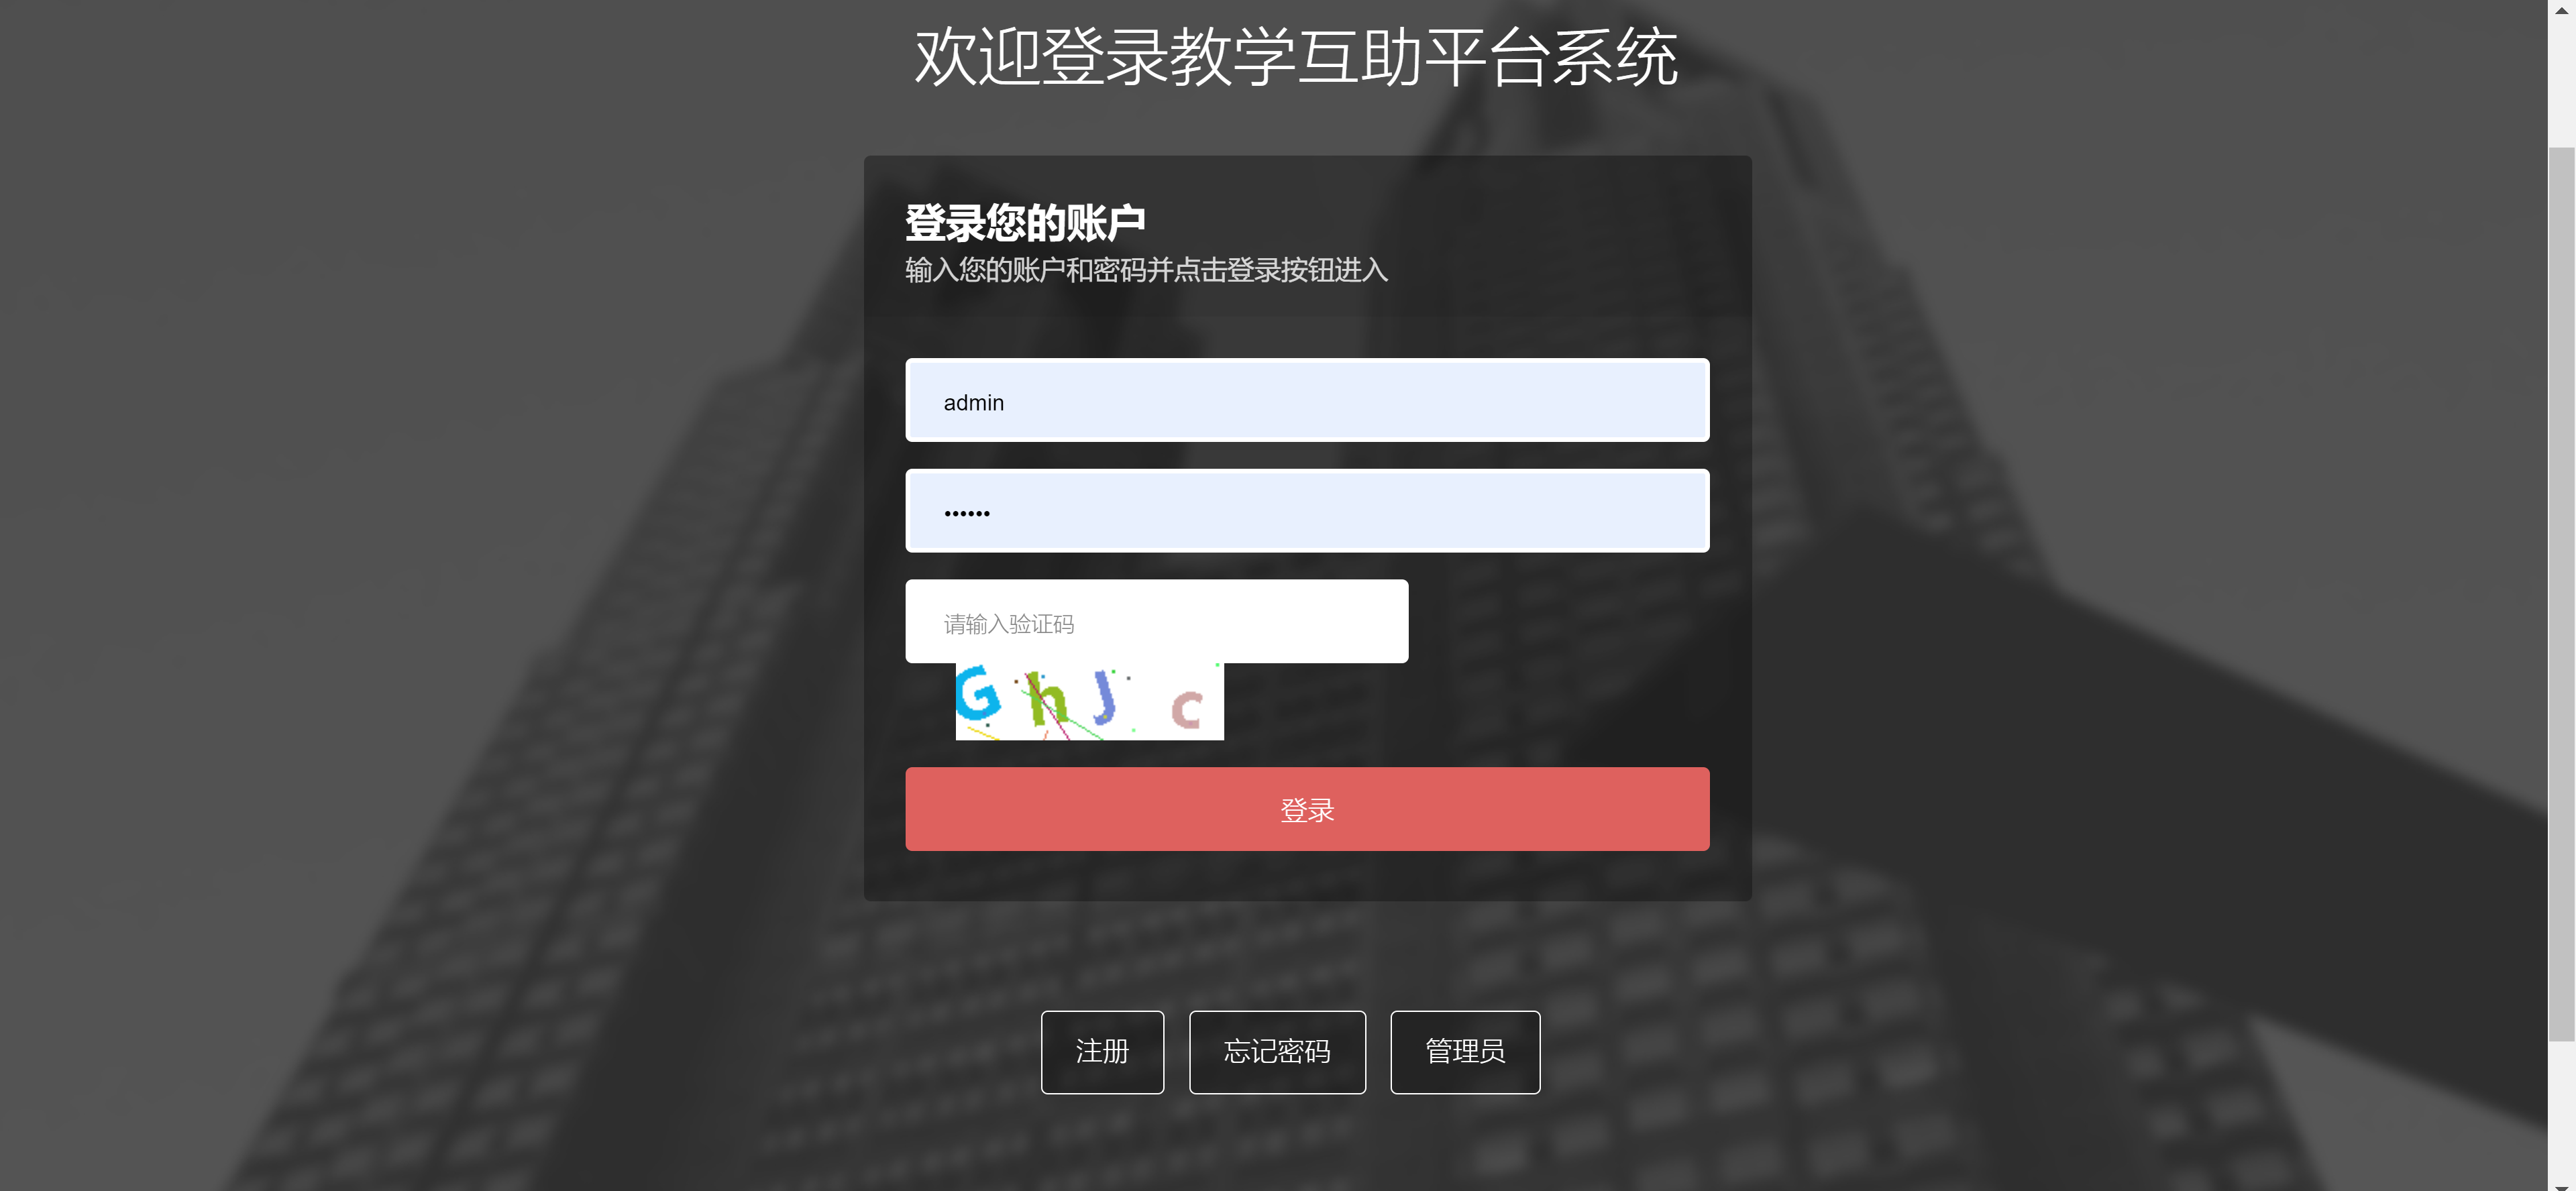 欢迎登录教学互助平台系统
登录您的账户
输入您的账户和密码并点击登录按钮进入
admin
••••••
请输入验证码
G h J c
登录
注册 忘记密码 管理员